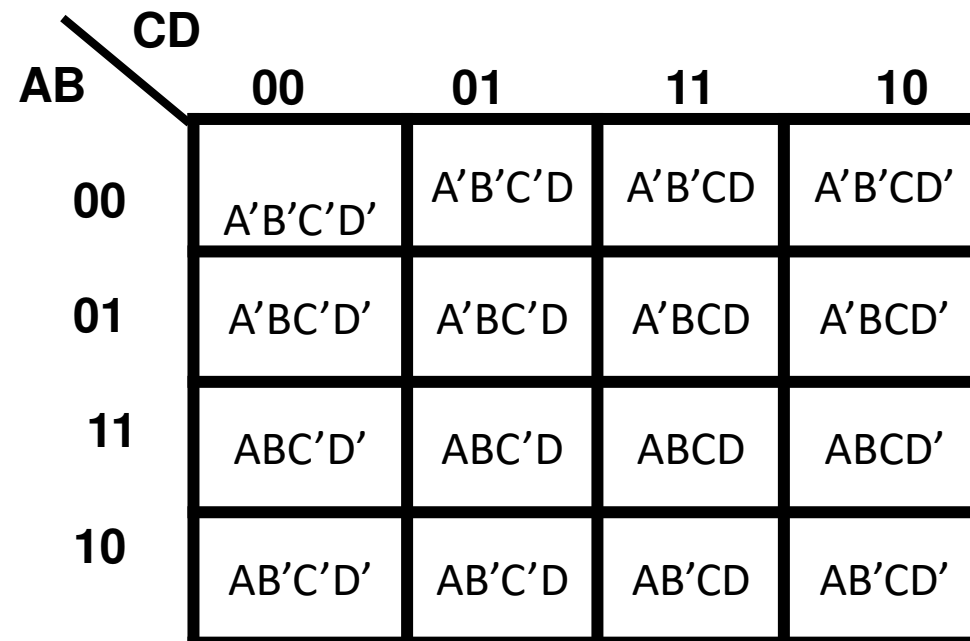 CD
AB
00 01 11 10
00 A’B’C’D’ A’B’C’D A’B’CD A’B’CD’
01 A’BC’D’ A’BC’D A’BCD A’BCD’
11 ABC’D’ ABC’D ABCD ABCD’
10 AB’C’D’ AB’C’D AB’CD AB’CD’